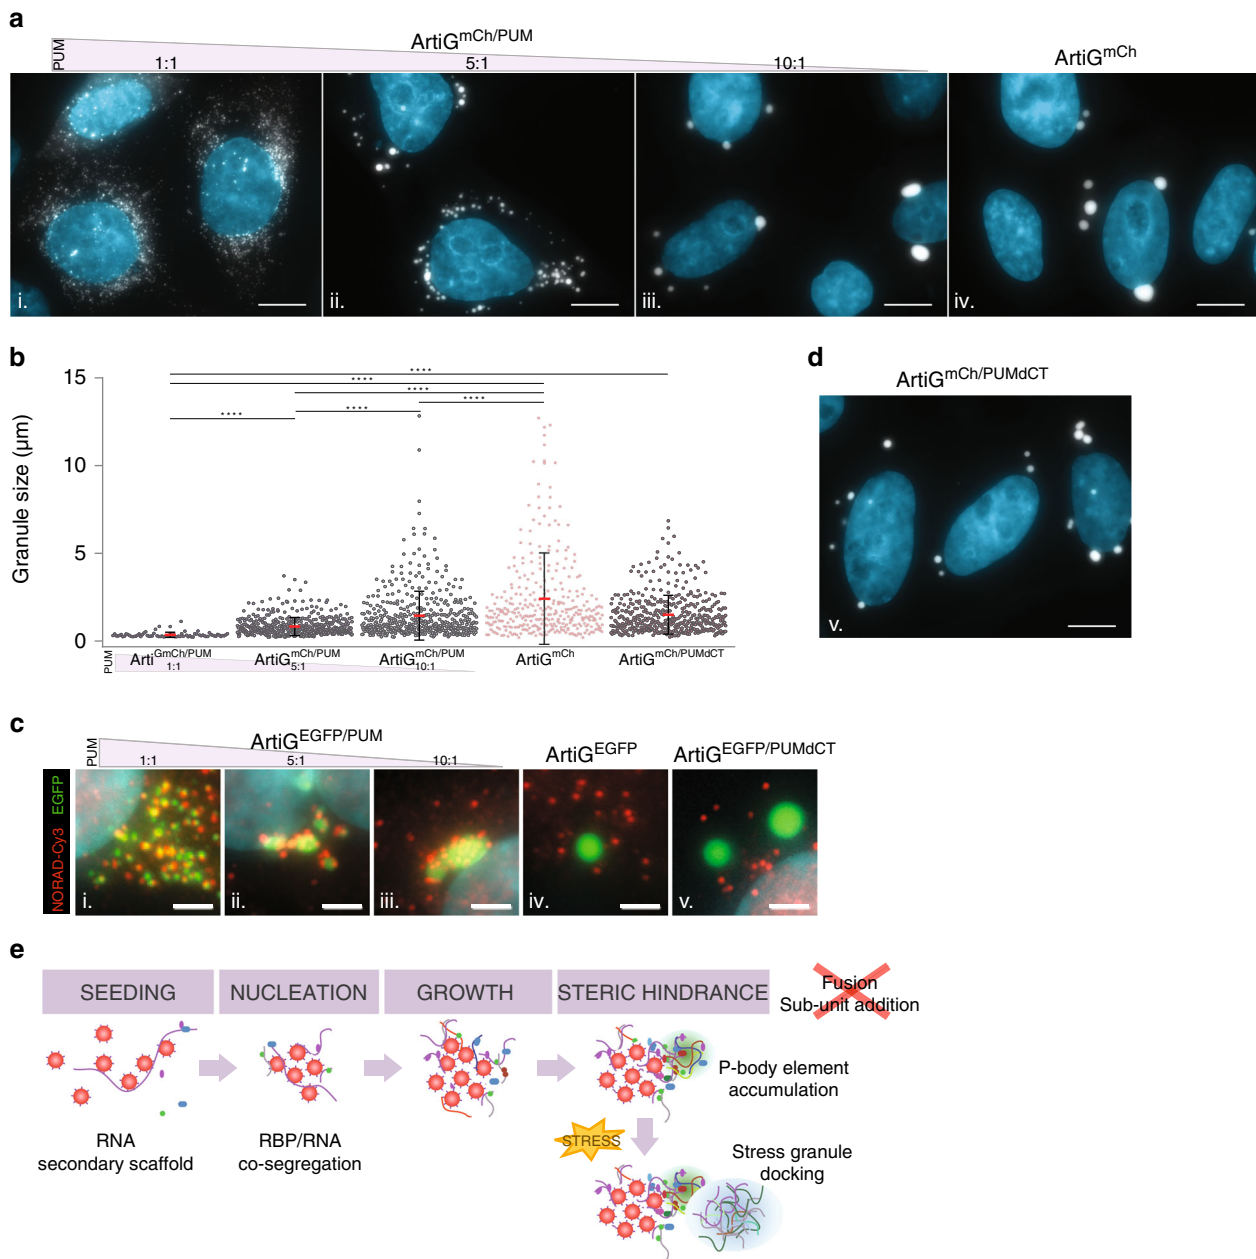 a
ArtiG^mCh/PUM
ArtiG^mCh
PUM
1:1
5:1
10:1
i.
ii.
iii.
iv.
b
Granule size (µm)
15
10
5
0
****
****
****
****
****
****
Arti^GmCh/PUM
ArtiG^mCh/PUM
ArtiG^mCh/PUM
ArtiG^mCh
ArtiG^mCh/PUMdCT
PUM
1:1
5:1
10:1
d
ArtiG^mCh/PUMdCT
v.
c
PUM
ArtiG^EGFP/PUM
ArtiG^EGFP
ArtiG^EGFP/PUMdCT
1:1
5:1
10:1
NORAD-Cy3 EGFP
i.
ii.
iii.
iv.
v.
e
SEEDING
NUCLEATION
GROWTH
STERIC HINDRANCE
Fusion
Sub-unit addition
P-body element
accumulation
RNA
secondary scaffold
RBP/RNA
co-segregation
STRESS
Stress granule
docking